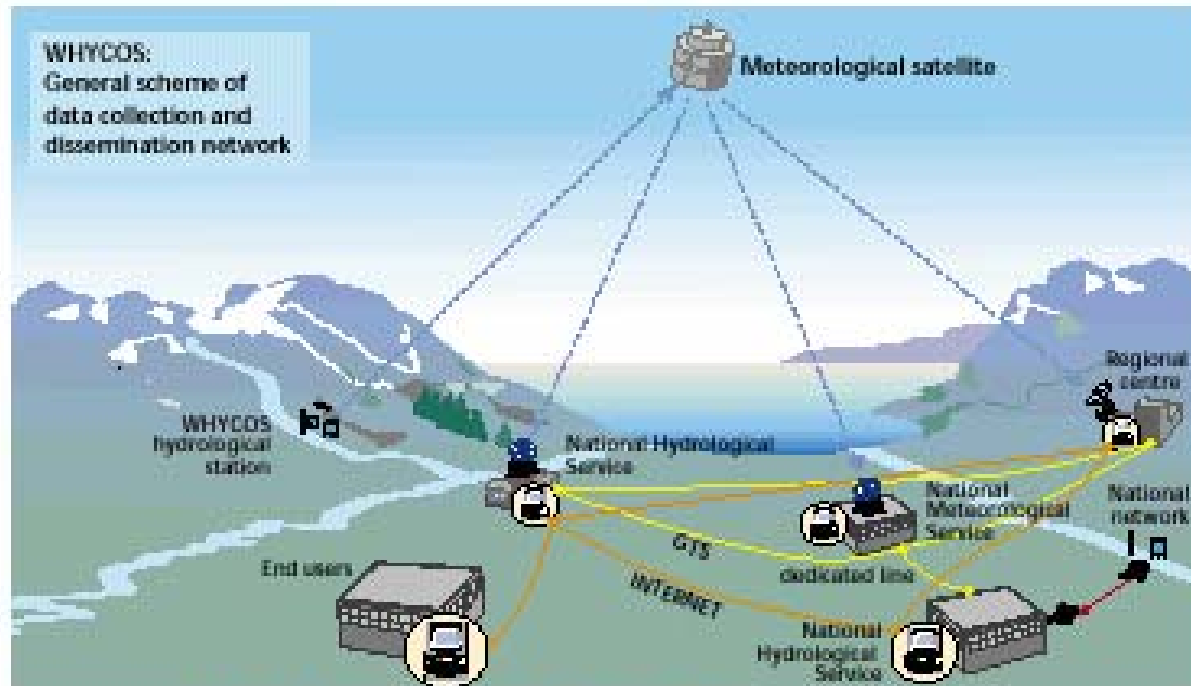 WHYCOS:
General scheme of
data collection and
dissemination network
Meteorological satellite
Regional
centre
WHYCOS
hydrological
station
National Hydrological
Service
National
Meteorological
Service
National
network
GTS
dedicated line
End users
INTERNET
National
Hydrological
Service